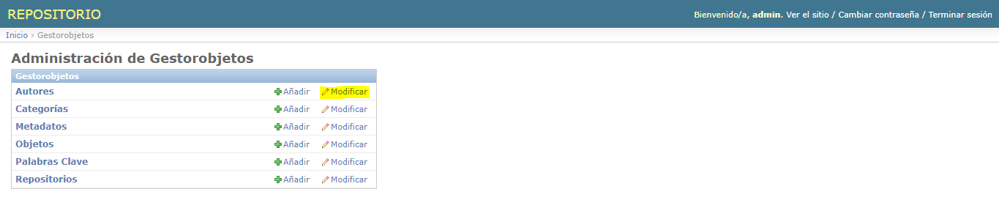 REPOSITORIO
Bienvenido/a, admin. Ver el sitio / Cambiar contraseña / Terminar sesión
Inicio › Gestorobjetos
Administración de Gestorobjetos
Gestorobjetos
Autores Añadir Modificar
Categorías Añadir Modificar
Metadatos Añadir Modificar
Objetos Añadir Modificar
Palabras Clave Añadir Modificar
Repositorios Añadir Modificar